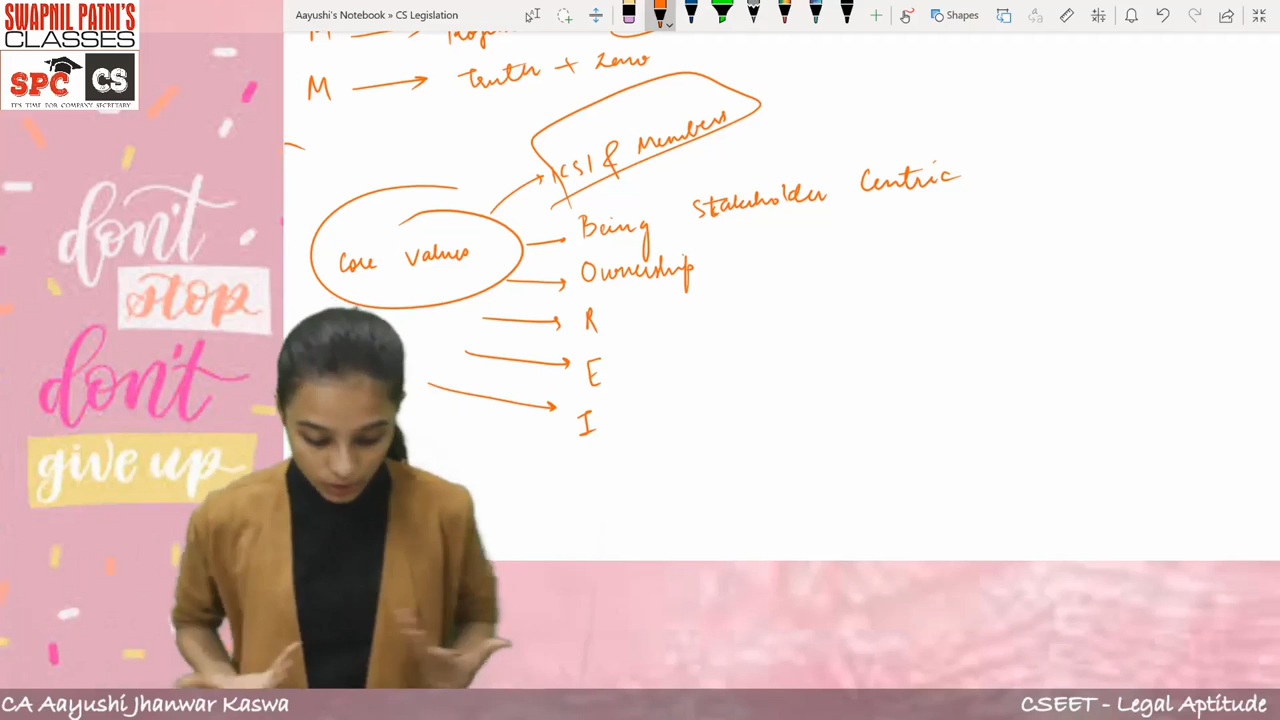 SWAPNIL PATNI'S
CLASSES
SPC CS
IT'S TIME FOR COMPANY SECRETARY
Aayushi's Notebook » CS Legislation
Shapes
M
M Truth + Zero
ICSI & Members
Core Values
Being Stakeholder Centric
Ownership
R
E
I
don't
stop
don't
give up
CA Aayushi Jhanwar Kaswa
CSEET - Legal Aptitude